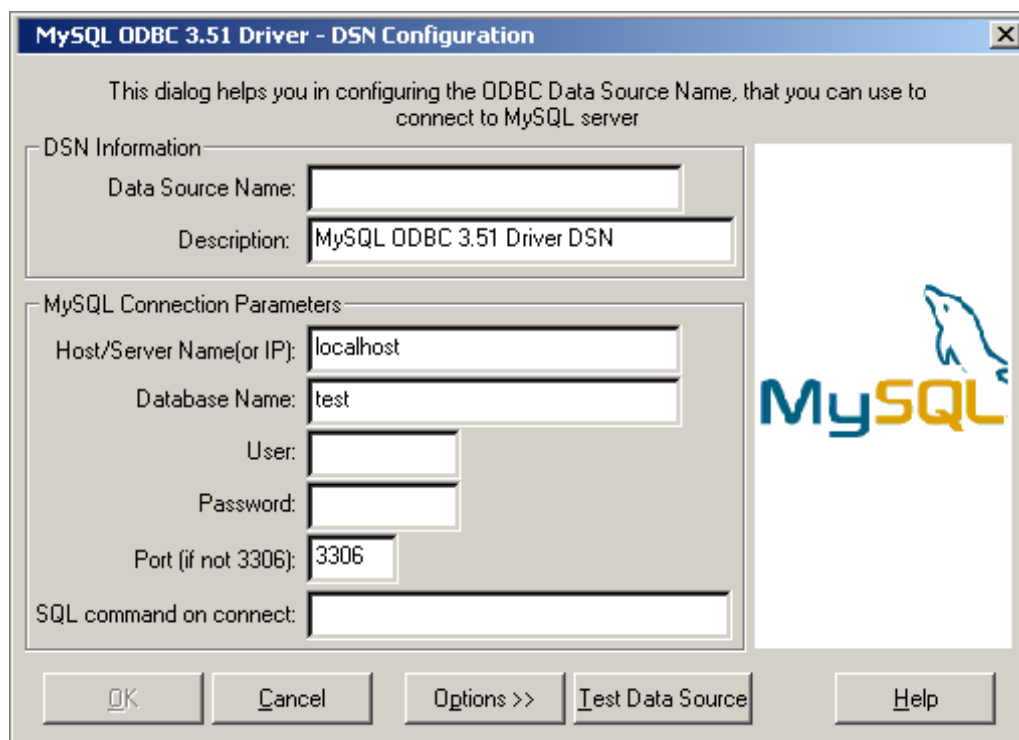 MySQL ODBC 3.51 Driver - DSN Configuration
This dialog helps you in configuring the ODBC Data Source Name, that you can use to
connect to MySQL server
DSN Information
Data Source Name:
Description: MySQL ODBC 3.51 Driver DSN
MySQL Connection Parameters
Host/Server Name(or IP): localhost
Database Name: test
User:
Password:
Port (if not 3306): 3306
SQL command on connect:
MySQL
OK Cancel Options >> Test Data Source Help